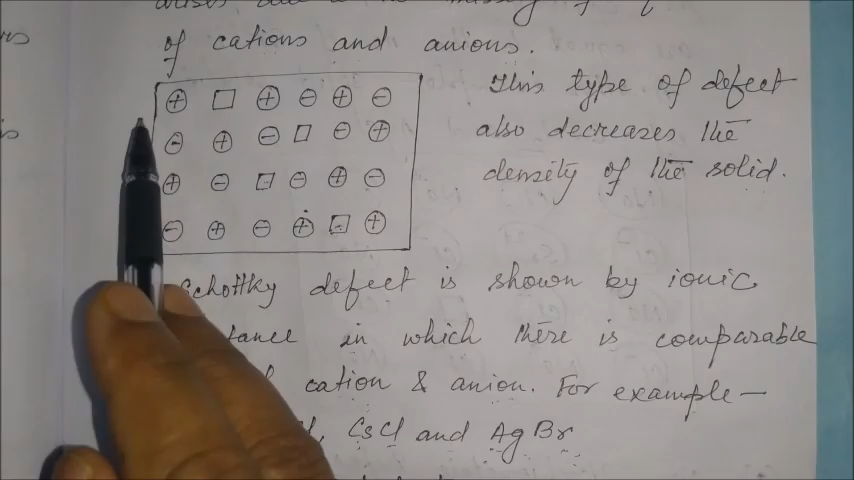 of cations and anions.
⊕ □ ⊕ ⊖ ⊕ ⊖
⊖ ⊕ ⊖ □ ⊖ ⊕
⊕ ⊖ □ ⊖ ⊕ ⊖
⊖ ⊕ ⊖ ⊕ □ ⊕
This type of defect
also decreases the
density of the solid.
Schottky defect is shown by ionic
in which there is comparable
cation & anion. For example—
CsCl and AgBr